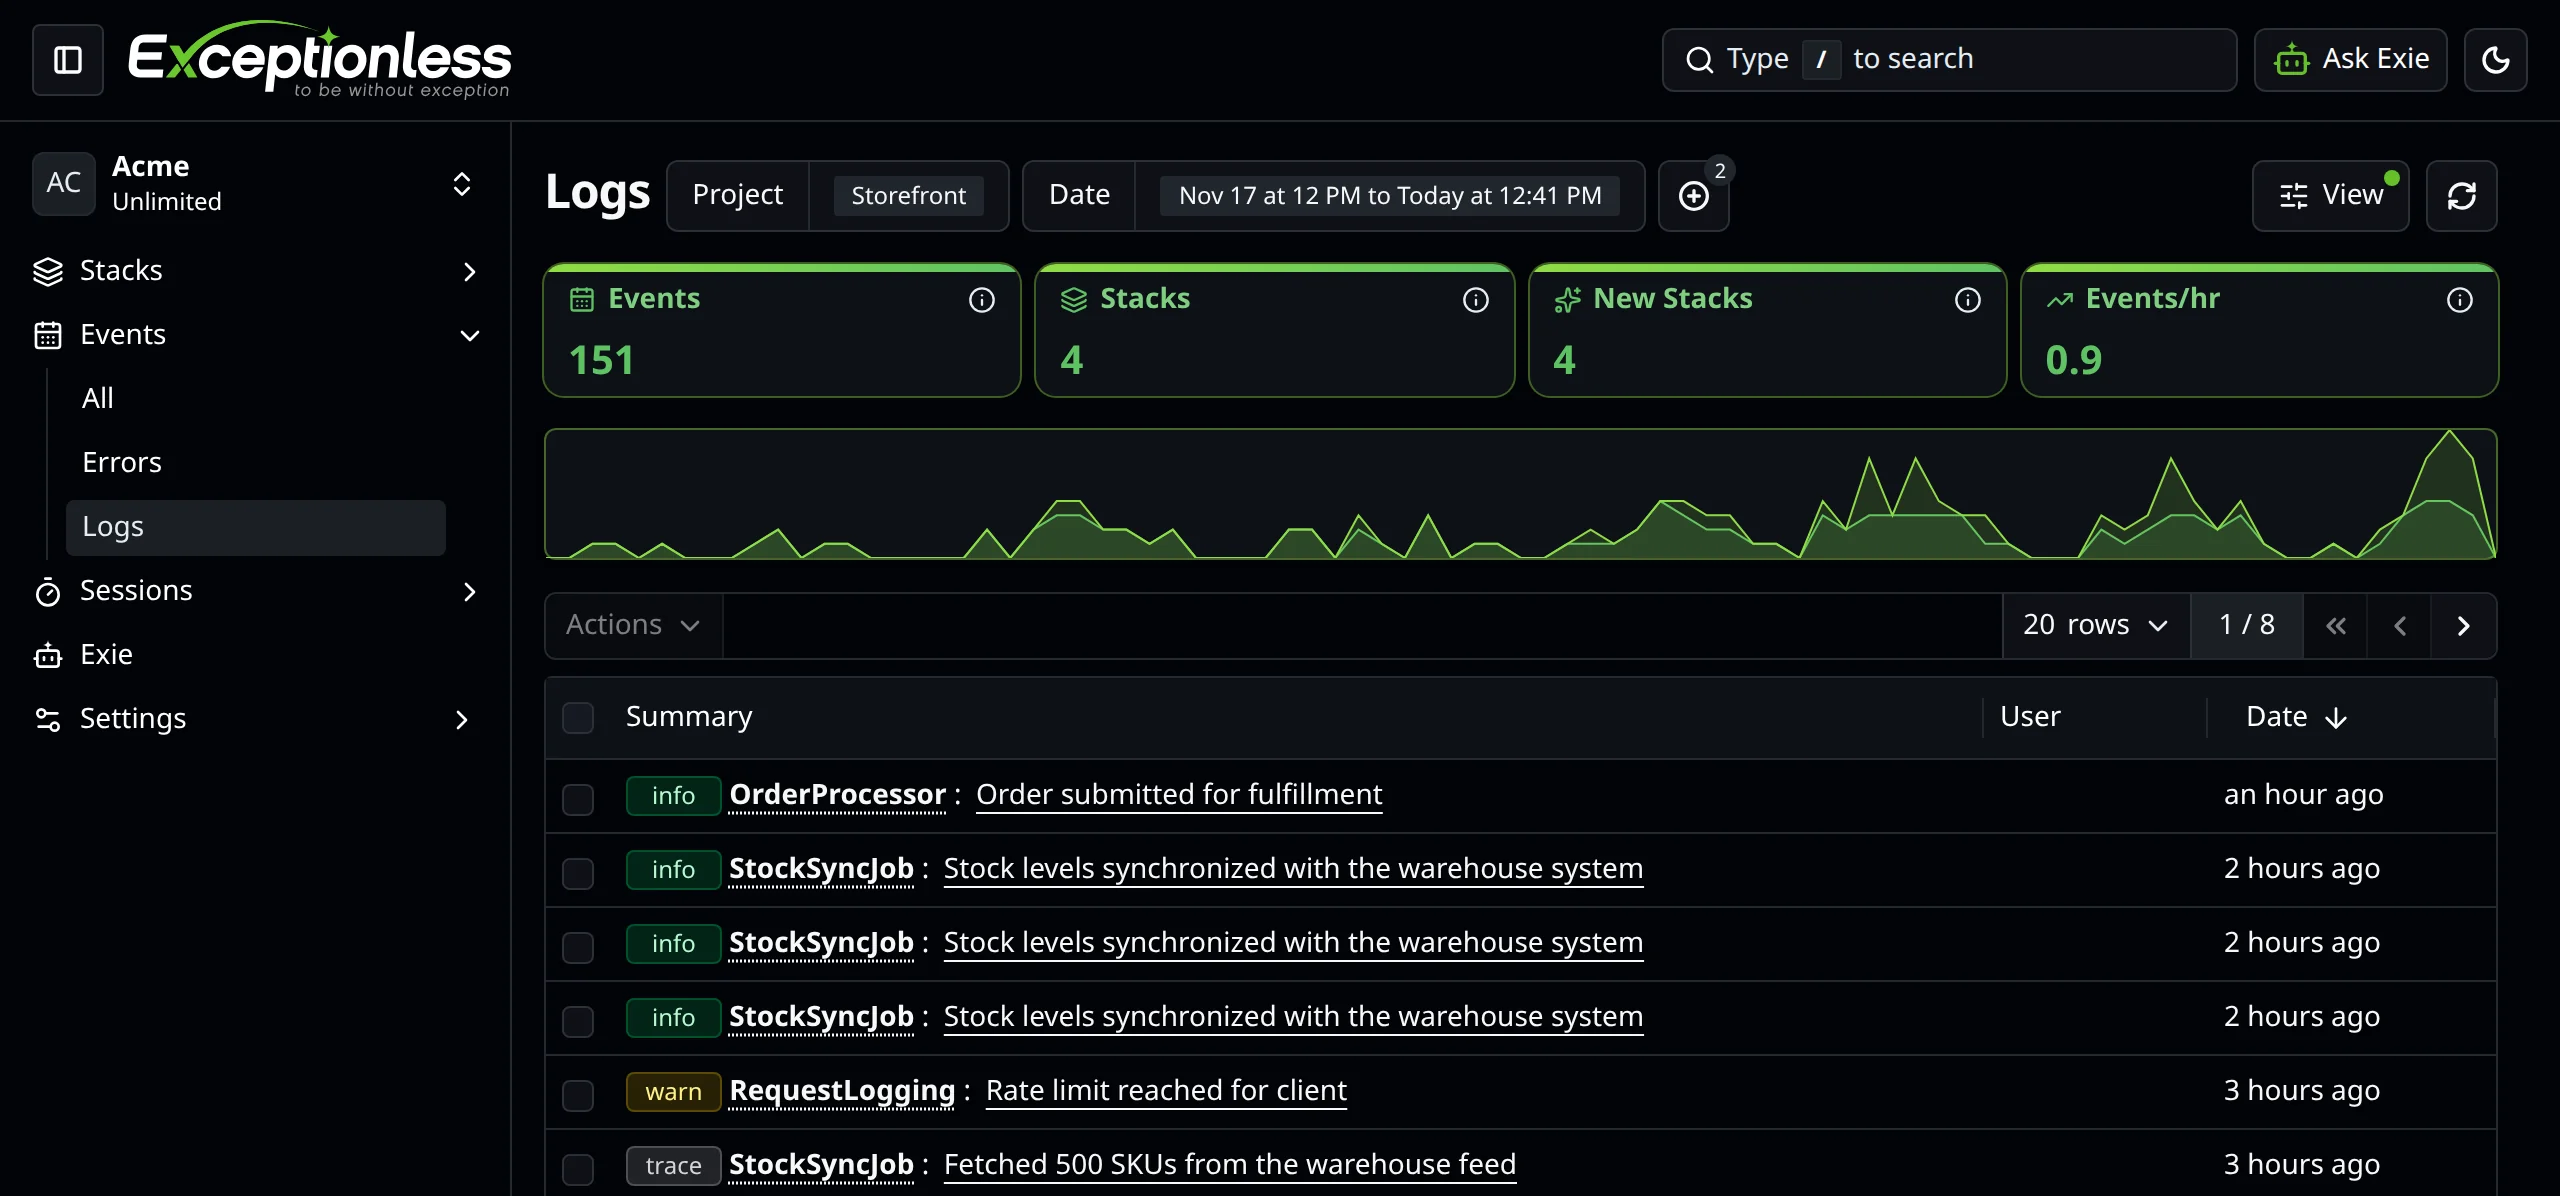 Exceptionless
to be without exception
Type / to search
Ask Exie
AC
Acme
Unlimited
Stacks
Events
All
Errors
Logs
Sessions
Exie
Settings
Logs
Project Storefront
Date Nov 17 at 12 PM to Today at 12:41 PM
2
View
Events
151
Stacks
4
New Stacks
4
Events/hr
0.9
Actions
20 rows
1 / 8
Summary User Date
info OrderProcessor : Order submitted for fulfillment an hour ago
info StockSyncJob : Stock levels synchronized with the warehouse system 2 hours ago
info StockSyncJob : Stock levels synchronized with the warehouse system 2 hours ago
info StockSyncJob : Stock levels synchronized with the warehouse system 2 hours ago
warn RequestLogging : Rate limit reached for client 3 hours ago
trace StockSyncJob : Fetched 500 SKUs from the warehouse feed 3 hours ago